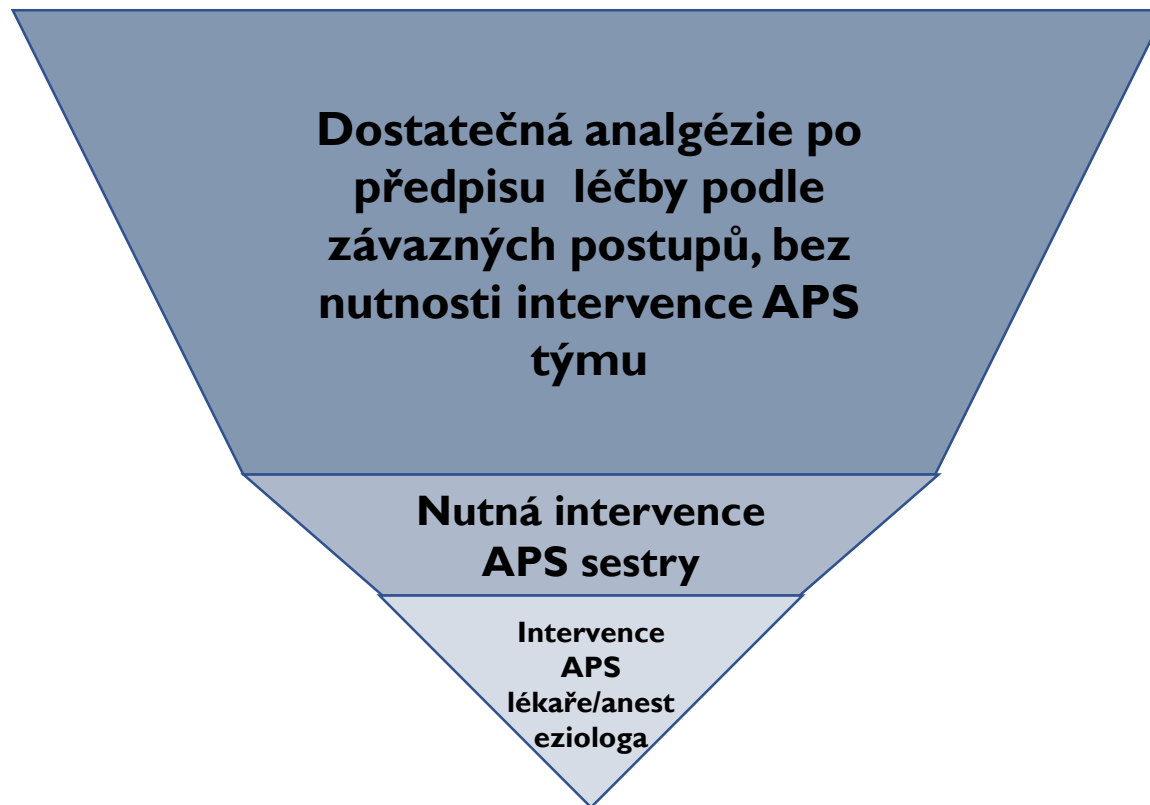 Dostatečná analgézie po
předpisu  léčby podle
závazných postupů, bez
nutnosti intervence APS
týmu
Nutná intervence
APS sestry
Intervence
APS
lékaře/anest
eziologa